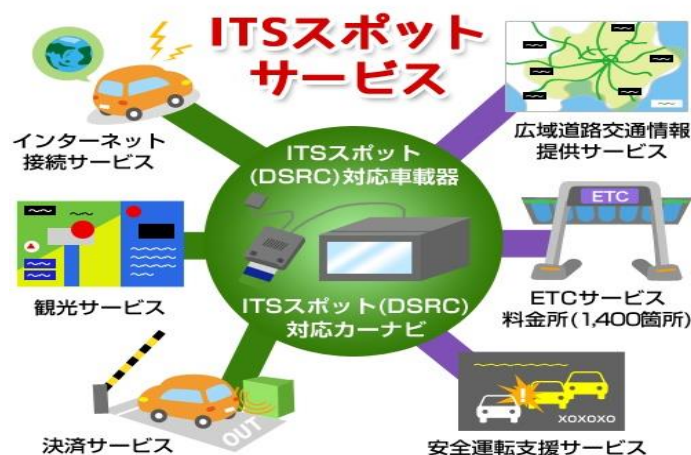 ITSスポット
サービス
インターネット
接続サービス
広域道路交通情報
提供サービス
ITSスポット
(DSRC)対応車載器
ETC
観光サービス
ITSスポット(DSRC)
対応カーナビ
ETCサービス
料金所(1,400箇所)
OUT
決済サービス
!
XOXOXO
安全運転支援サービス